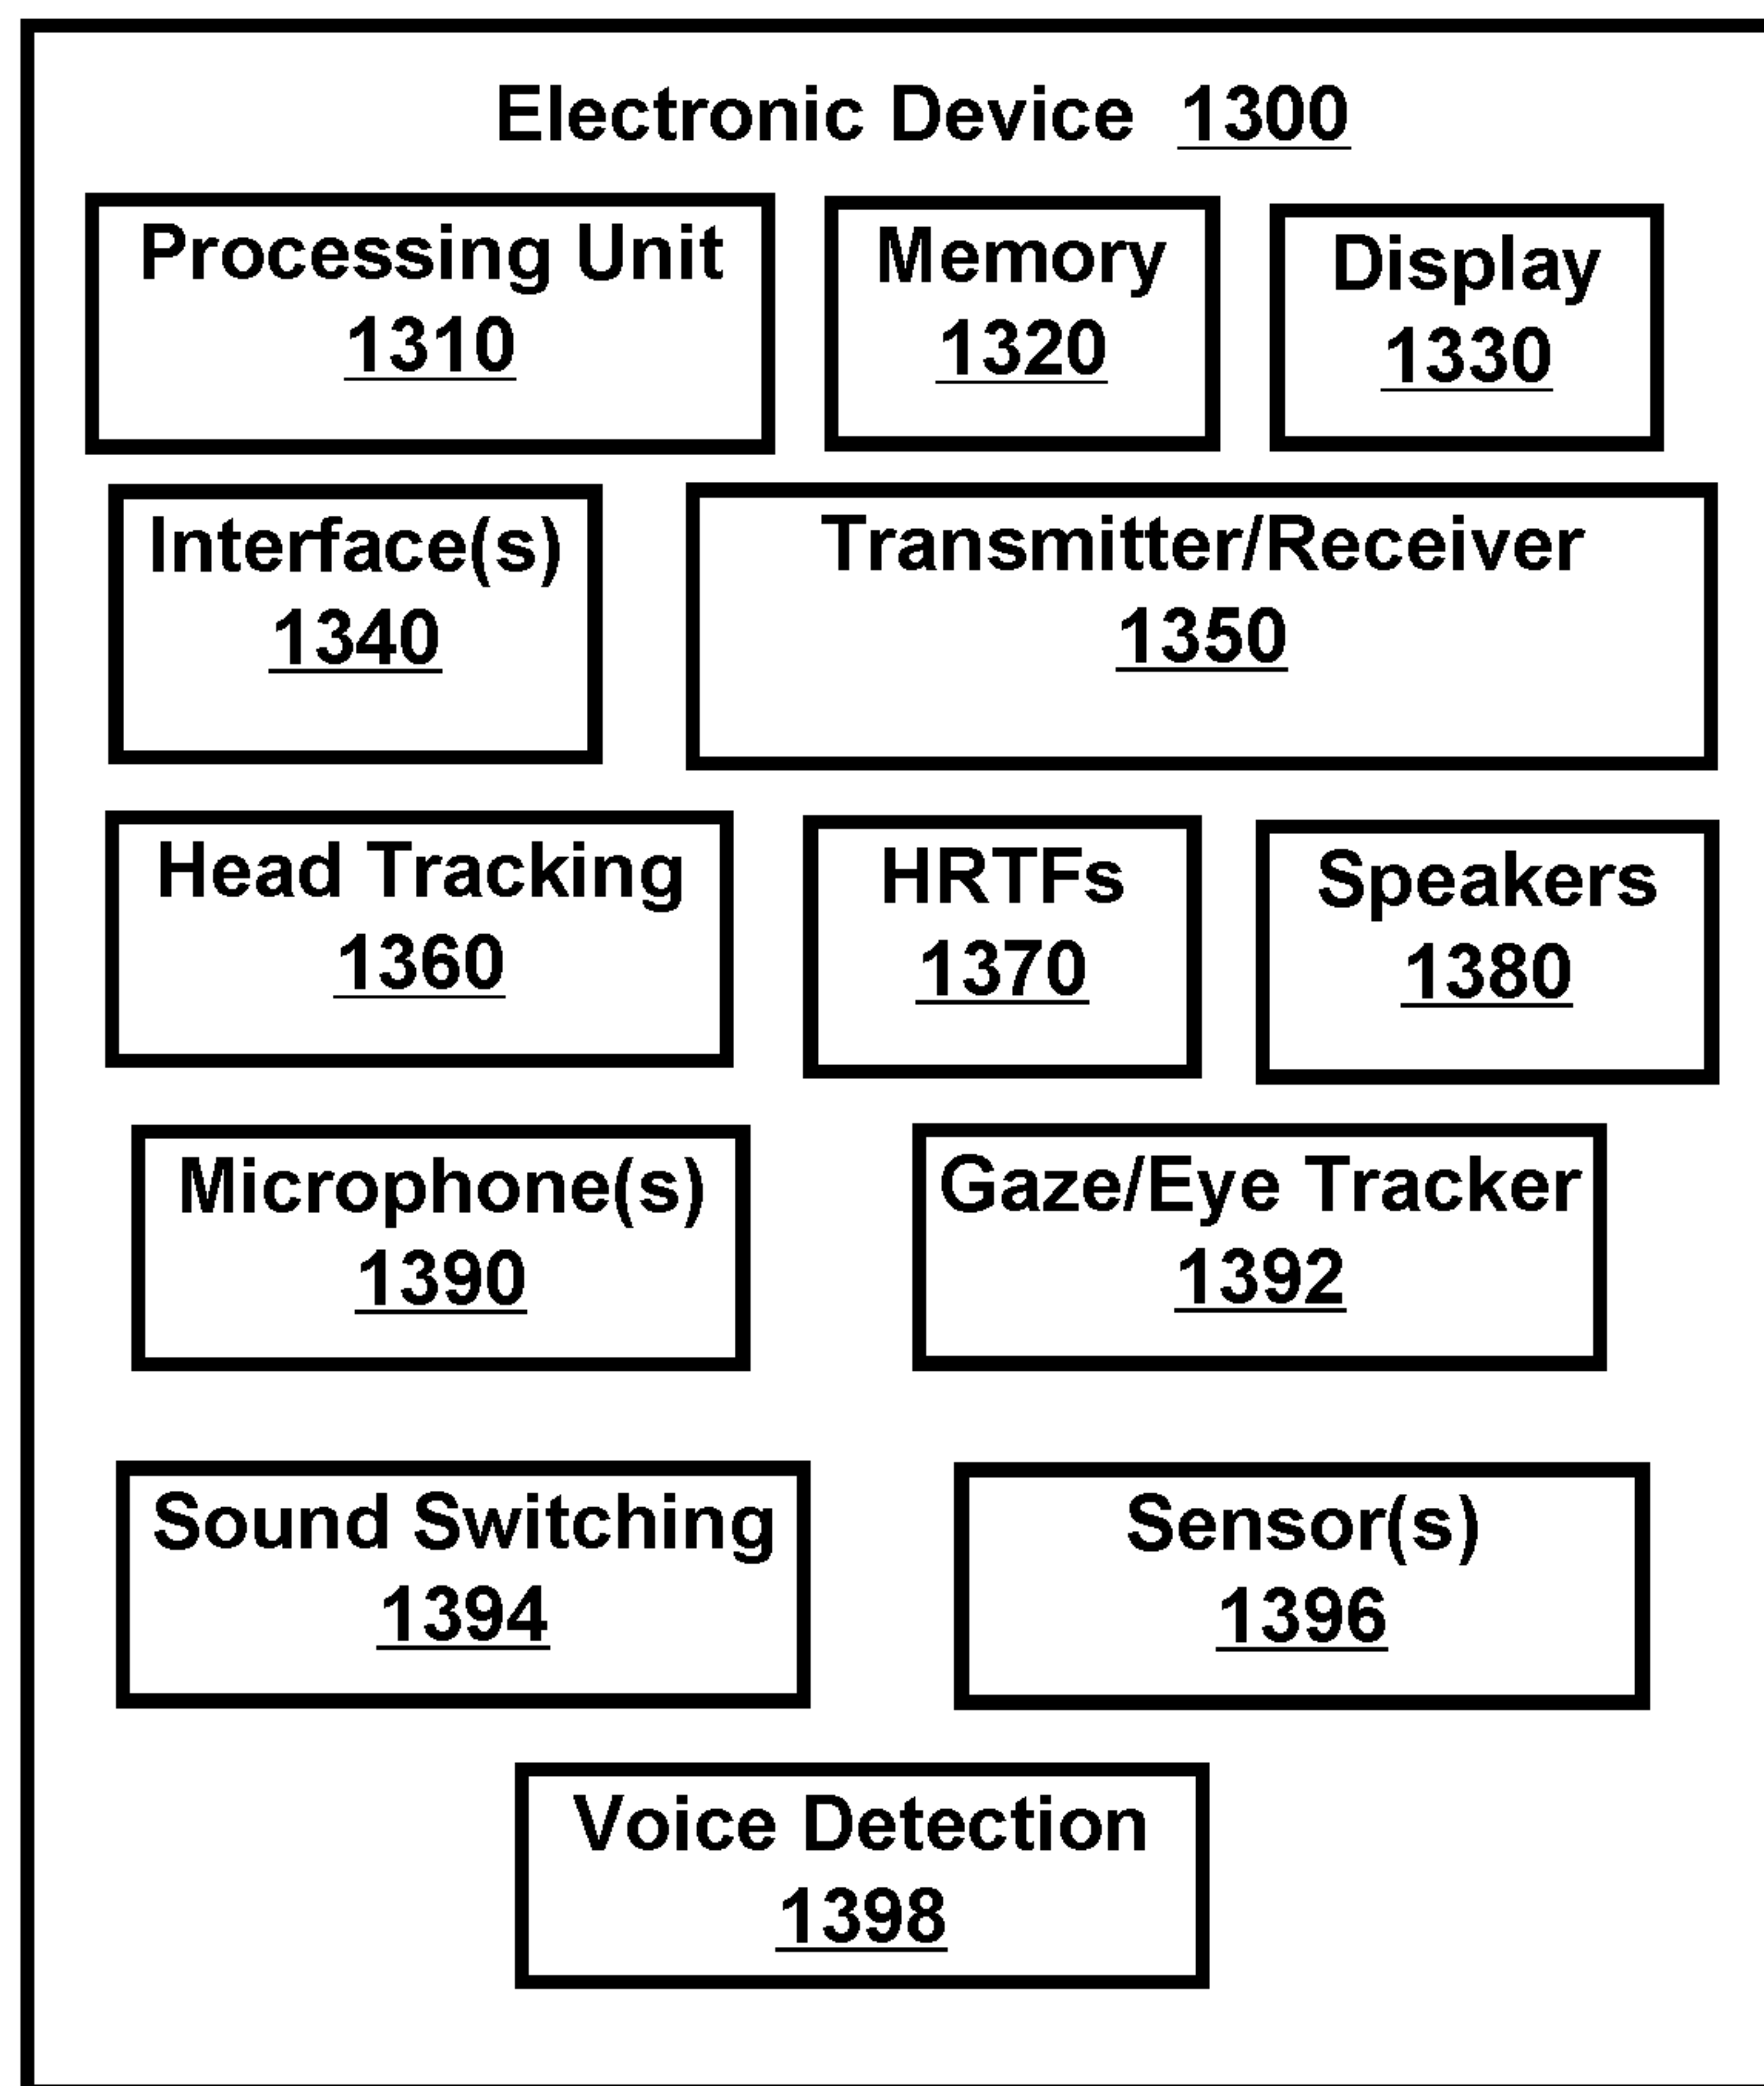 Electronic Device 1300
Processing Unit
1310
Memory
1320
Display
1330
Interface(s)
1340
Transmitter/Receiver
1350
Head Tracking
1360
HRTFs
1370
Speakers
1380
Microphone(s)
1390
Gaze/Eye Tracker
1392
Sound Switching
1394
Sensor(s)
1396
Voice Detection
1398